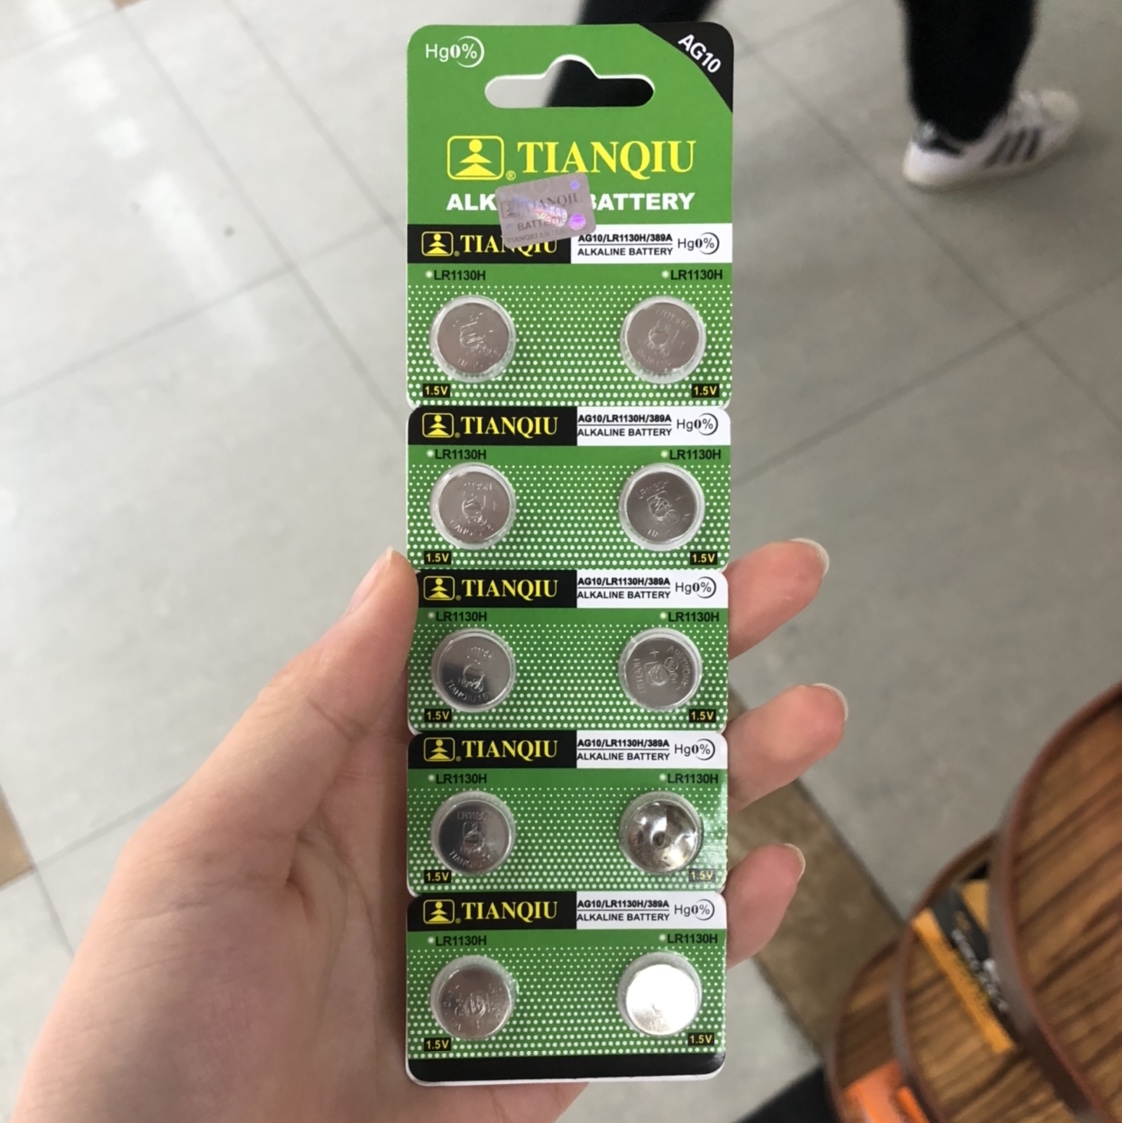 Hg0%
AG10
TIANQIU®
ALK BATTERY
TIANQIU AG10/LR1130H/389A Hg0%
ALKALINE BATTERY
LR1130H LR1130H
1.5V 1.5V
TIANQIU AG10/LR1130H/389A Hg0%
ALKALINE BATTERY
LR1130H LR1130H
1.5V 1.5V
TIANQIU AG10/LR1130H/389A Hg0%
ALKALINE BATTERY
LR1130H LR1130H
1.5V 1.5V
TIANQIU AG10/LR1130H/389A Hg0%
ALKALINE BATTERY
LR1130H LR1130H
1.5V 1.5V
TIANQIU AG10/LR1130H/389A Hg0%
ALKALINE BATTERY
LR1130H LR1130H
1.5V 1.5V